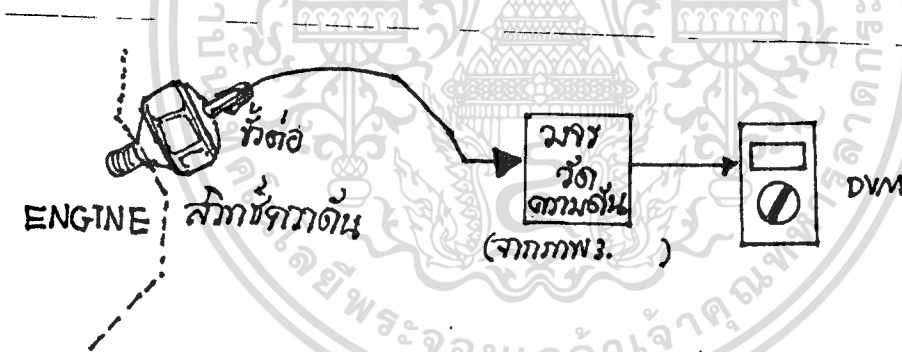 ขั้วต่อ
ENGINE สวิทช์ความดัน
วงจร
วัด
ความดัน
(จากภาพ 3. )
DVM